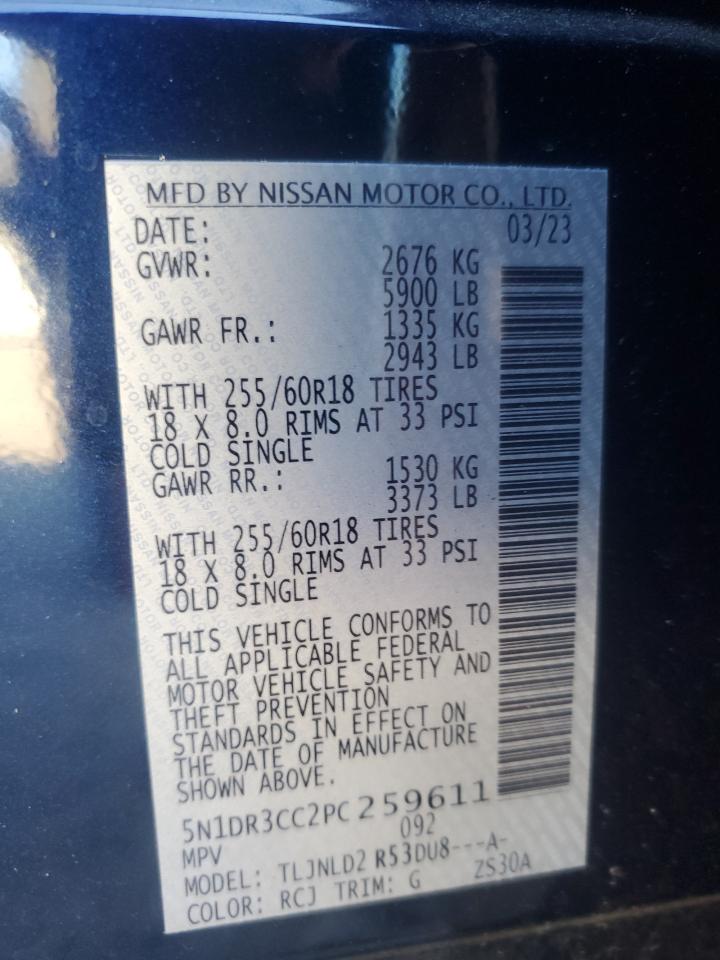 MFD BY NISSAN MOTOR CO., LTD.
DATE: 03/23
GVWR: 2676 KG
5900 LB
GAWR FR.: 1335 KG
2943 LB
WITH 255/60R18 TIRES
18 X 8.0 RIMS AT 33 PSI
COLD SINGLE
GAWR RR.: 1530 KG
3373 LB
WITH 255/60R18 TIRES
18 X 8.0 RIMS AT 33 PSI
COLD SINGLE
THIS VEHICLE CONFORMS TO
ALL APPLICABLE FEDERAL
MOTOR VEHICLE SAFETY AND
THEFT PREVENTION
STANDARDS IN EFFECT ON
THE DATE OF MANUFACTURE
SHOWN ABOVE.
5N1DR3CC2PC259611
MPV 092
MODEL: TLJNLD2 R53DU8---A-
COLOR: RCJ TRIM: G ZS30A